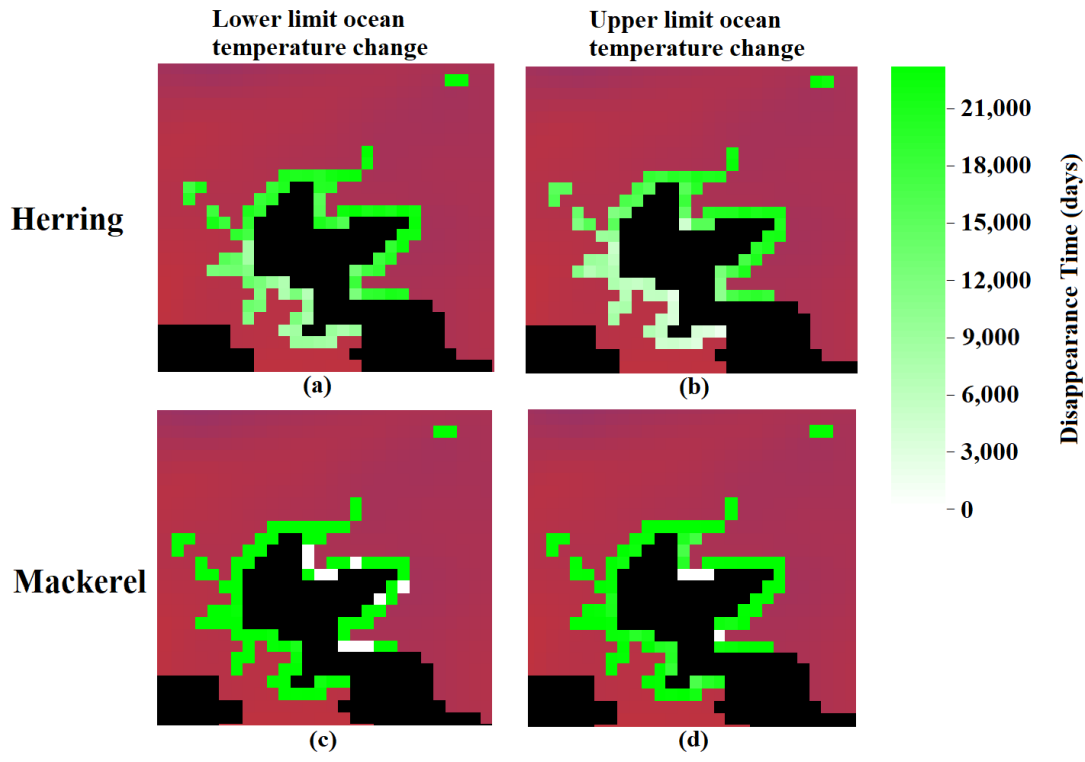 Lower limit ocean
temperature change
Upper limit ocean
temperature change
Herring
(a)
(b)
Mackerel
(c)
(d)
21,000
18,000
15,000
12,000
9,000
6,000
3,000
0
Disappearance Time (days)